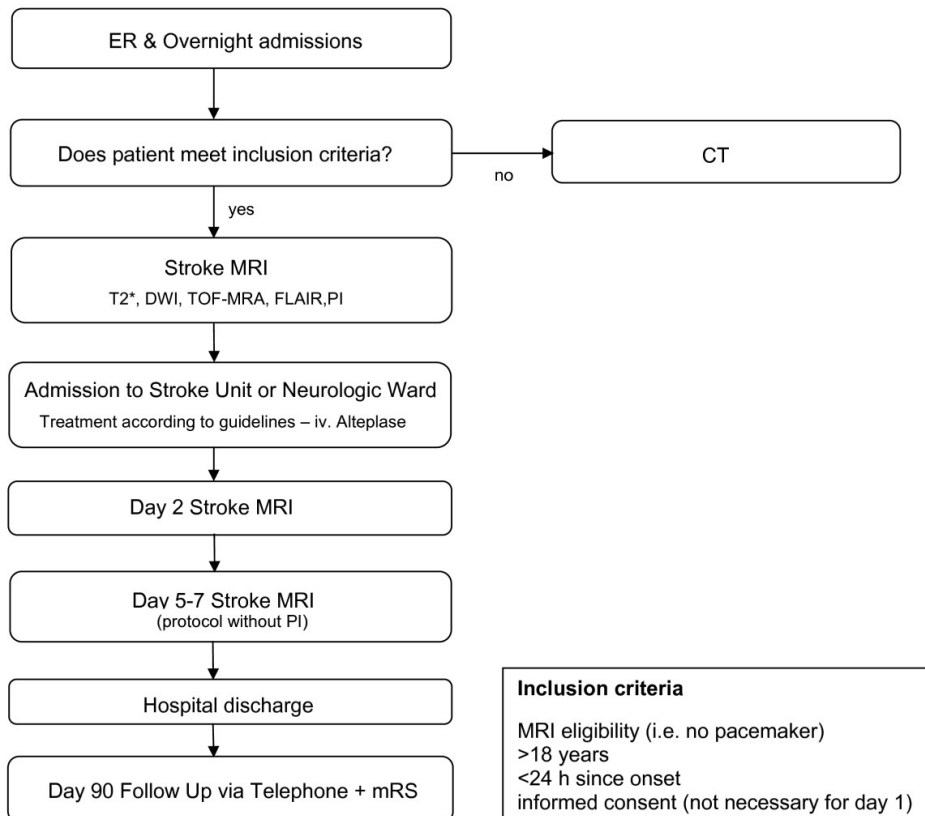 ER & Overnight admissions
Does patient meet inclusion criteria?
no
CT
yes
Stroke MRI
T2*, DWI, TOF-MRA, FLAIR,PI
Admission to Stroke Unit or Neurologic Ward
Treatment according to guidelines – iv. Alteplase
Day 2 Stroke MRI
Day 5-7 Stroke MRI
(protocol without PI)
Hospital discharge
Day 90 Follow Up via Telephone + mRS
Inclusion criteria
MRI eligibility (i.e. no pacemaker)
>18 years
<24 h since onset
informed consent (not necessary for day 1)